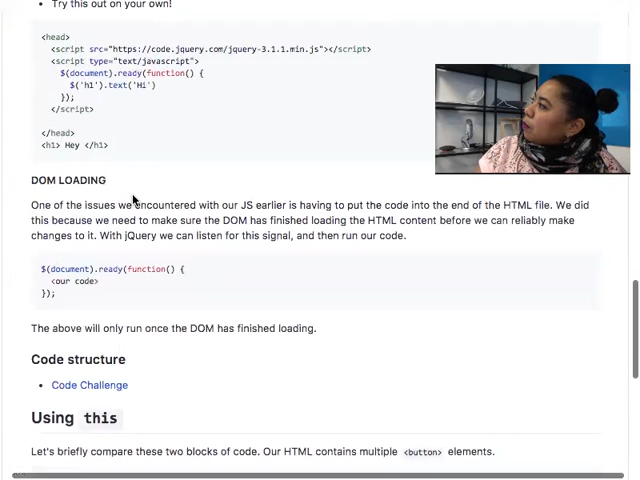 • Try this out on your own!
<head>
<script src="https://code.jquery.com/jquery-3.1.1.min.js"></script>
<script type="text/javascript">
$(document).ready(function() {
$('h1').text('Hi')
});
</script>
</head>
<h1> Hey </h1>
DOM LOADING
One of the issues we encountered with our JS earlier is having to put the code into the end of the HTML file. We did
this because we need to make sure the DOM has finished loading the HTML content before we can reliably make
changes to it. With jQuery we can listen for this signal, and then run our code.
$(document).ready(function() {
<our code>
});
The above will only run once the DOM has finished loading.
Code structure
• Code Challenge
Using this
Let's briefly compare these two blocks of code. Our HTML contains multiple <button> elements.